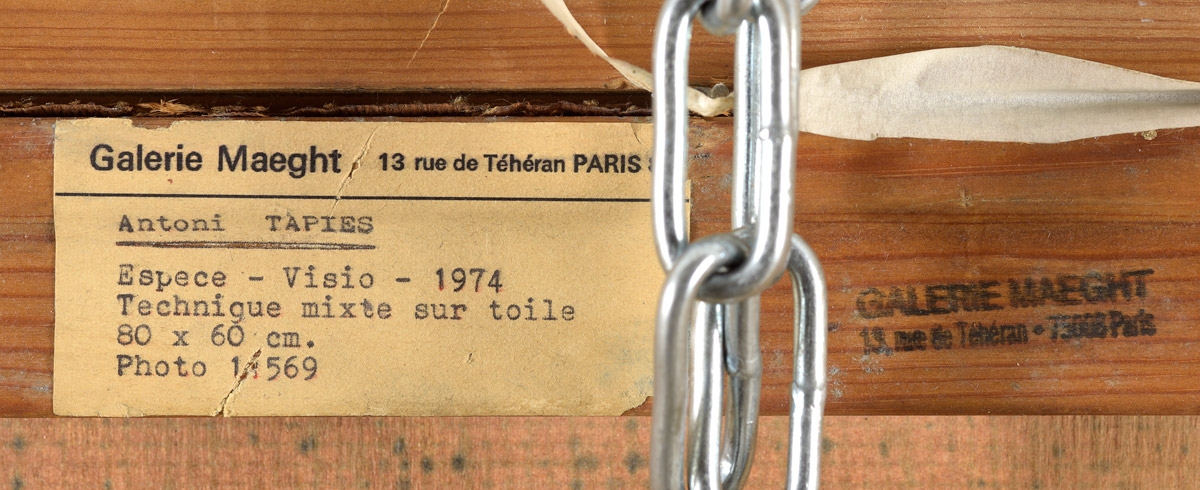 Galerie Maeght 13 rue de Téhéran PARIS
Antoni TAPIES
Espece - Visio - 1974
Technique mixte sur toile
80 x 60 cm.
Photo
GALERIE MAEGHT
13, rue de Téhéran • 75008 Paris